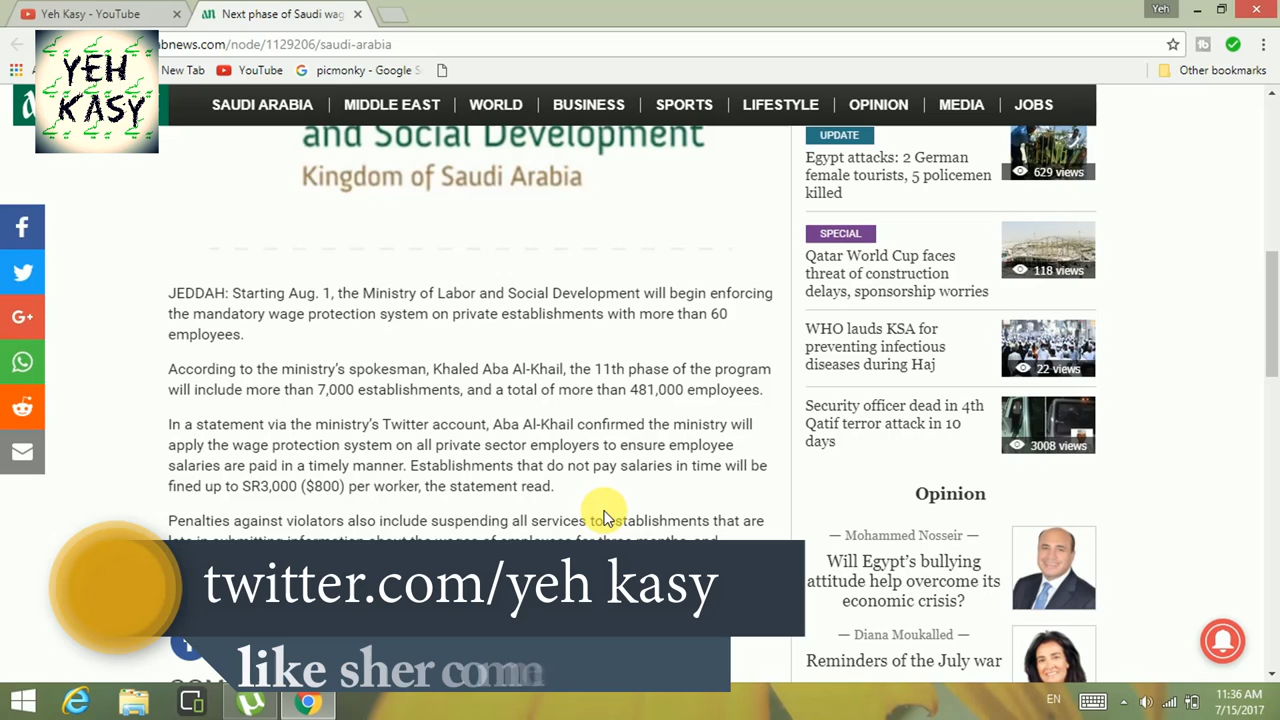 Yeh Kasy - YouTube
Next phase of Saudi wag
Yeh
bnews.com/node/1129206/saudi-arabia
New Tab
YouTube
picmonky - Google S
Other bookmarks
YEH
KASY
SAUDI ARABIA
MIDDLE EAST
WORLD
BUSINESS
SPORTS
LIFESTYLE
OPINION
MEDIA
JOBS
and Social Development
Kingdom of Saudi Arabia
JEDDAH: Starting Aug. 1, the Ministry of Labor and Social Development will begin enforcing
the mandatory wage protection system on private establishments with more than 60
employees.
According to the ministry's spokesman, Khaled Aba Al-Khail, the 11th phase of the program
will include more than 7,000 establishments, and a total of more than 481,000 employees.
In a statement via the ministry's Twitter account, Aba Al-Khail confirmed the ministry will
apply the wage protection system on all private sector employers to ensure employee
salaries are paid in a timely manner. Establishments that do not pay salaries in time will be
fined up to SR3,000 ($800) per worker, the statement read.
Penalties against violators also include suspending all services to establishments that are
twitter.com/yeh kasy
like sher comme
UPDATE
Egypt attacks: 2 German
female tourists, 5 policemen
killed
629 views
SPECIAL
Qatar World Cup faces
threat of construction
delays, sponsorship worries
118 views
WHO lauds KSA for
preventing infectious
diseases during Haj
22 views
Security officer dead in 4th
Qatif terror attack in 10
days
3008 views
Opinion
— Mohammed Nosseir —
Will Egypt's bullying
attitude help overcome its
economic crisis?
— Diana Moukalled —
Reminders of the July war
EN
11:36 AM
7/15/2017